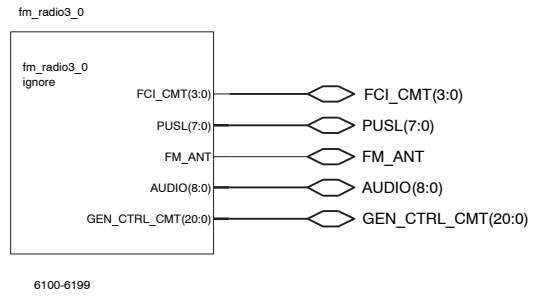 fm_radio3_0
fm_radio3_0
ignore
FCI_CMT(3:0) FCI_CMT(3:0)
PUSL(7:0) PUSL(7:0)
FM_ANT FM_ANT
AUDIO(8:0) AUDIO(8:0)
GEN_CTRL_CMT(20:0) GEN_CTRL_CMT(20:0)
6100-6199